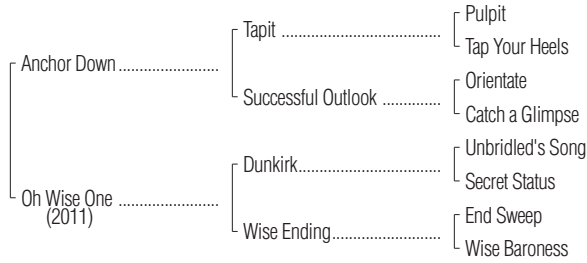 Pulpit
Tapit ..............................
Tap Your Heels
Anchor Down ....................
Orientate
Successful Outlook ............
Catch a Glimpse
Unbridled's Song
Dunkirk..........................
Secret Status
Oh Wise One ....................
(2011)
End Sweep
Wise Ending......................
Wise Baroness